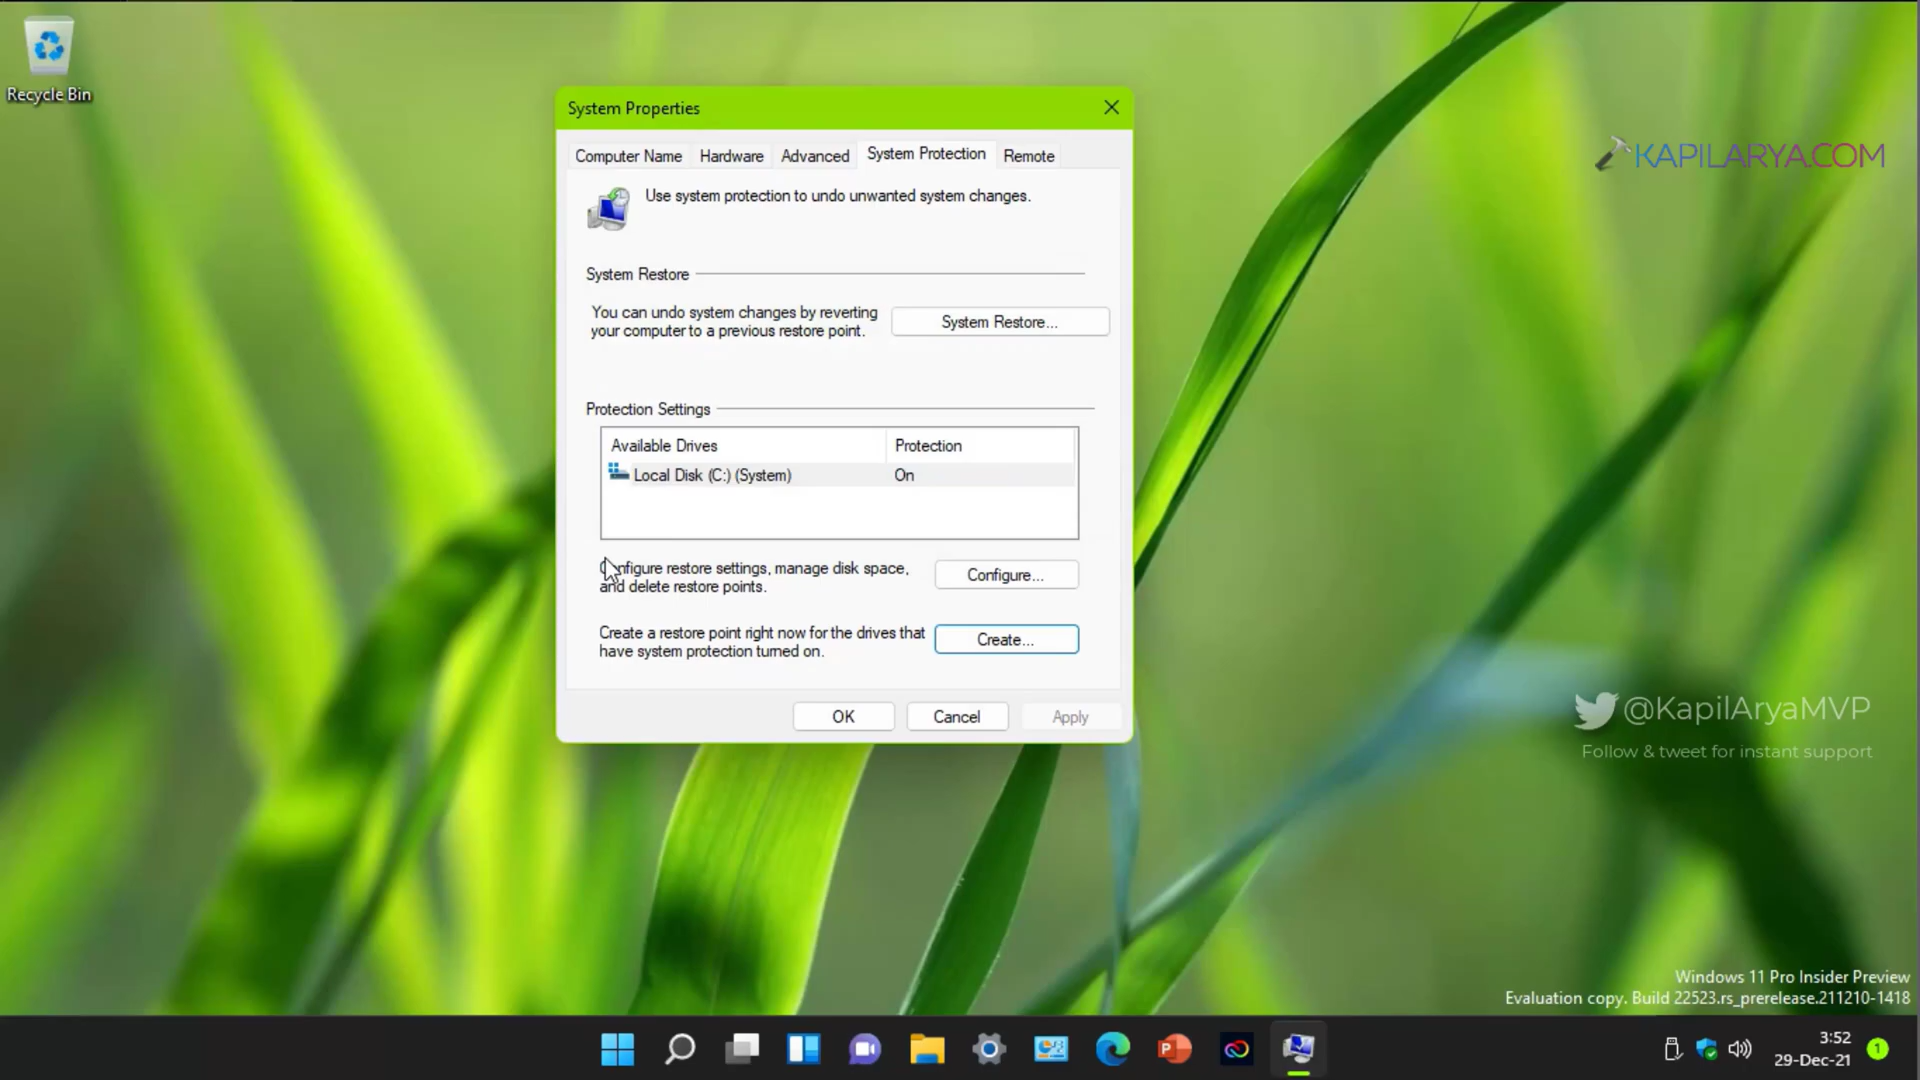 Recycle Bin
System Properties
Computer Name
Hardware
Advanced
System Protection
Remote
KAPILARYA.COM
Use system protection to undo unwanted system changes.
System Restore
You can undo system changes by reverting
your computer to a previous restore point.
System Restore...
Protection Settings
Available Drives
Protection
Local Disk (C:) (System)
On
Configure restore settings, manage disk space,
and delete restore points.
Configure...
Create a restore point right now for the drives that
have system protection turned on.
Create...
OK
Cancel
Apply
@KapilAryaMVP
Follow & tweet for instant support
Windows 11 Pro Insider Preview
Evaluation copy. Build 22523.rs_prerelease.211210-1418
P
3:52
29-Dec-21
1